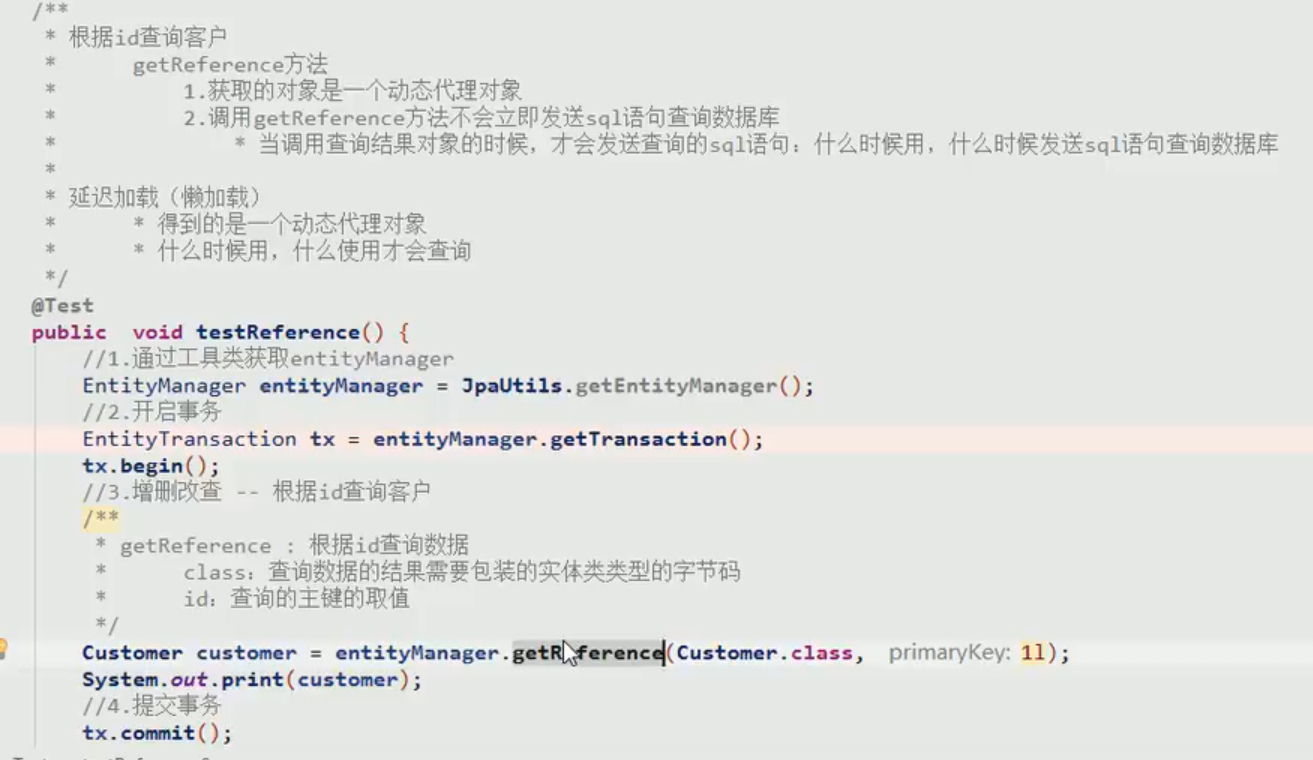 /**
 * 根据id查询客户
 *      getReference方法
 *          1.获取的对象是一个动态代理对象
 *          2.调用getReference方法不会立即发送sql语句查询数据库
 *              * 当调用查询结果对象的时候，才会发送查询的sql语句：什么时候用，什么时候发送sql语句查询数据库
 *
 * 延迟加载（懒加载）
 *      * 得到的是一个动态代理对象
 *      * 什么时候用，什么使用才会查询
 */
@Test
public  void testReference() {
    //1.通过工具类获取entityManager
    EntityManager entityManager = JpaUtils.getEntityManager();
    //2.开启事务
    EntityTransaction tx = entityManager.getTransaction();
    tx.begin();
    //3.增删改查 -- 根据id查询客户
    /**
     * getReference : 根据id查询数据
     *      class：查询数据的结果需要包装的实体类类型的字节码
     *      id：查询的主键的取值
     */
    Customer customer = entityManager.getReference(Customer.class,  primaryKey: 1l);
    System.out.print(customer);
    //4.提交事务
    tx.commit();